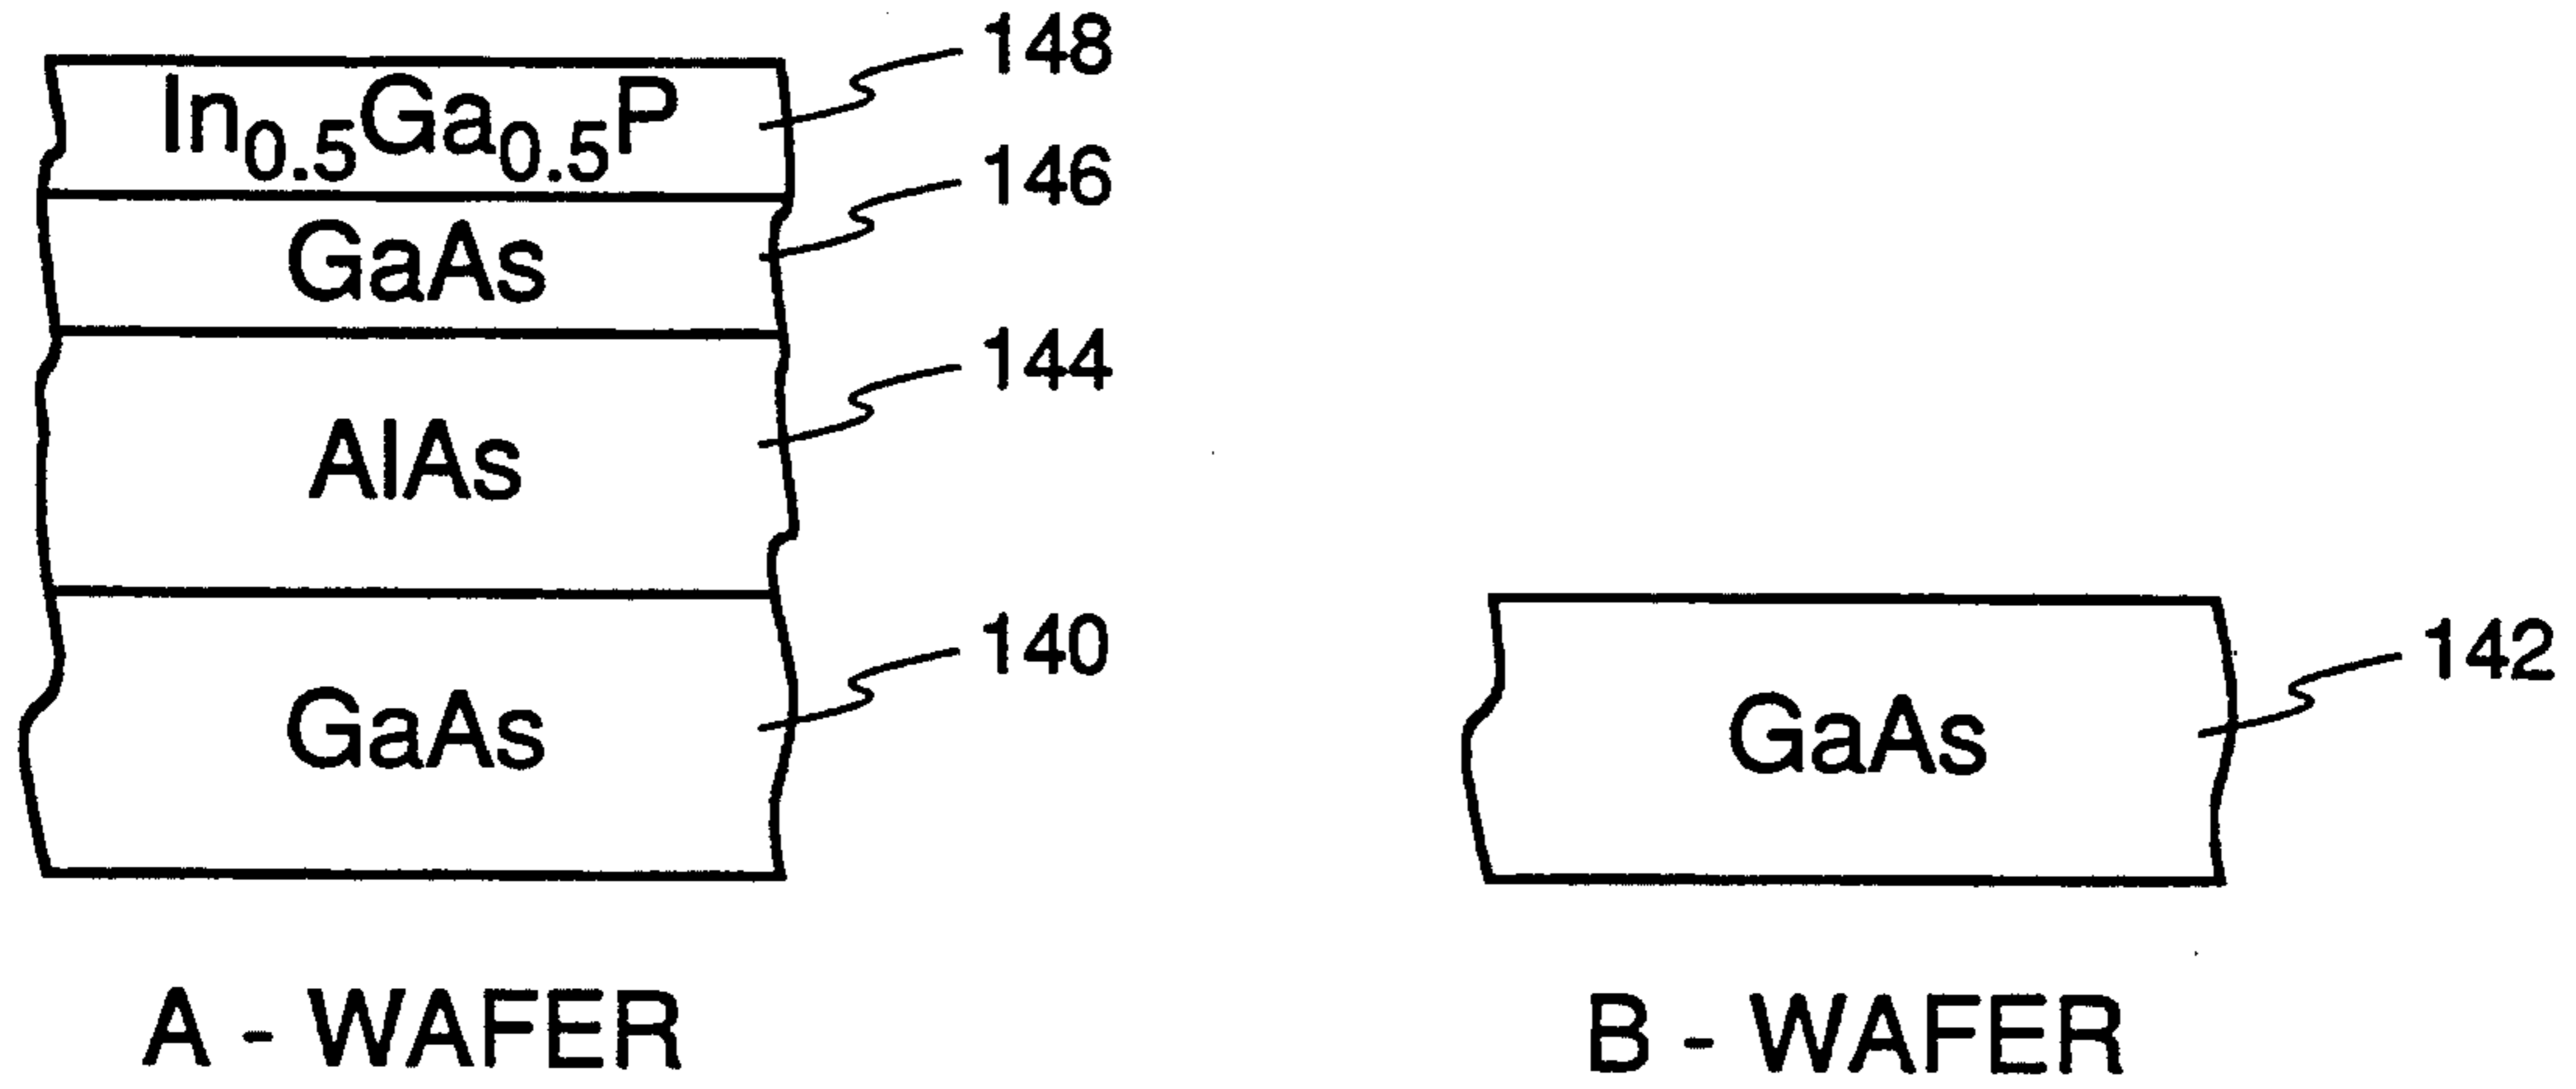 In0.5Ga0.5P
148
GaAs
146
AlAs
144
GaAs
140
A - WAFER
GaAs
142
B - WAFER